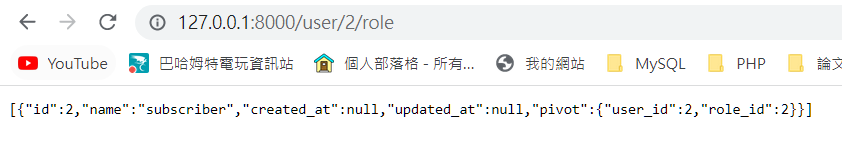 127.0.0.1:8000/user/2/role
YouTube 巴哈姆特電玩資訊站 個人部落格 - 所有... 我的網站 MySQL PHP 論文
[{"id":2,"name":"subscriber","created_at":null,"updated_at":null,"pivot":{"user_id":2,"role_id":2}}]